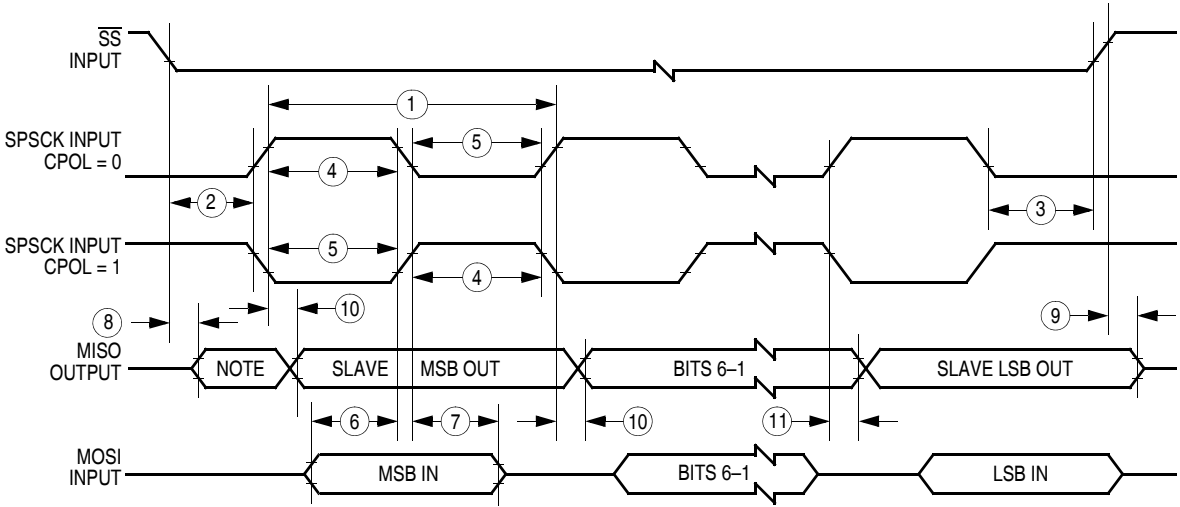 SS
INPUT
1
SPSCK INPUT
CPOL = 0
5
4
2
3
SPSCK INPUT
CPOL = 1
5
4
8
10
9
MISO
OUTPUT
NOTE
SLAVE MSB OUT
BITS 6–1
SLAVE LSB OUT
6
7
10
11
MOSI
INPUT
MSB IN
BITS 6–1
LSB IN